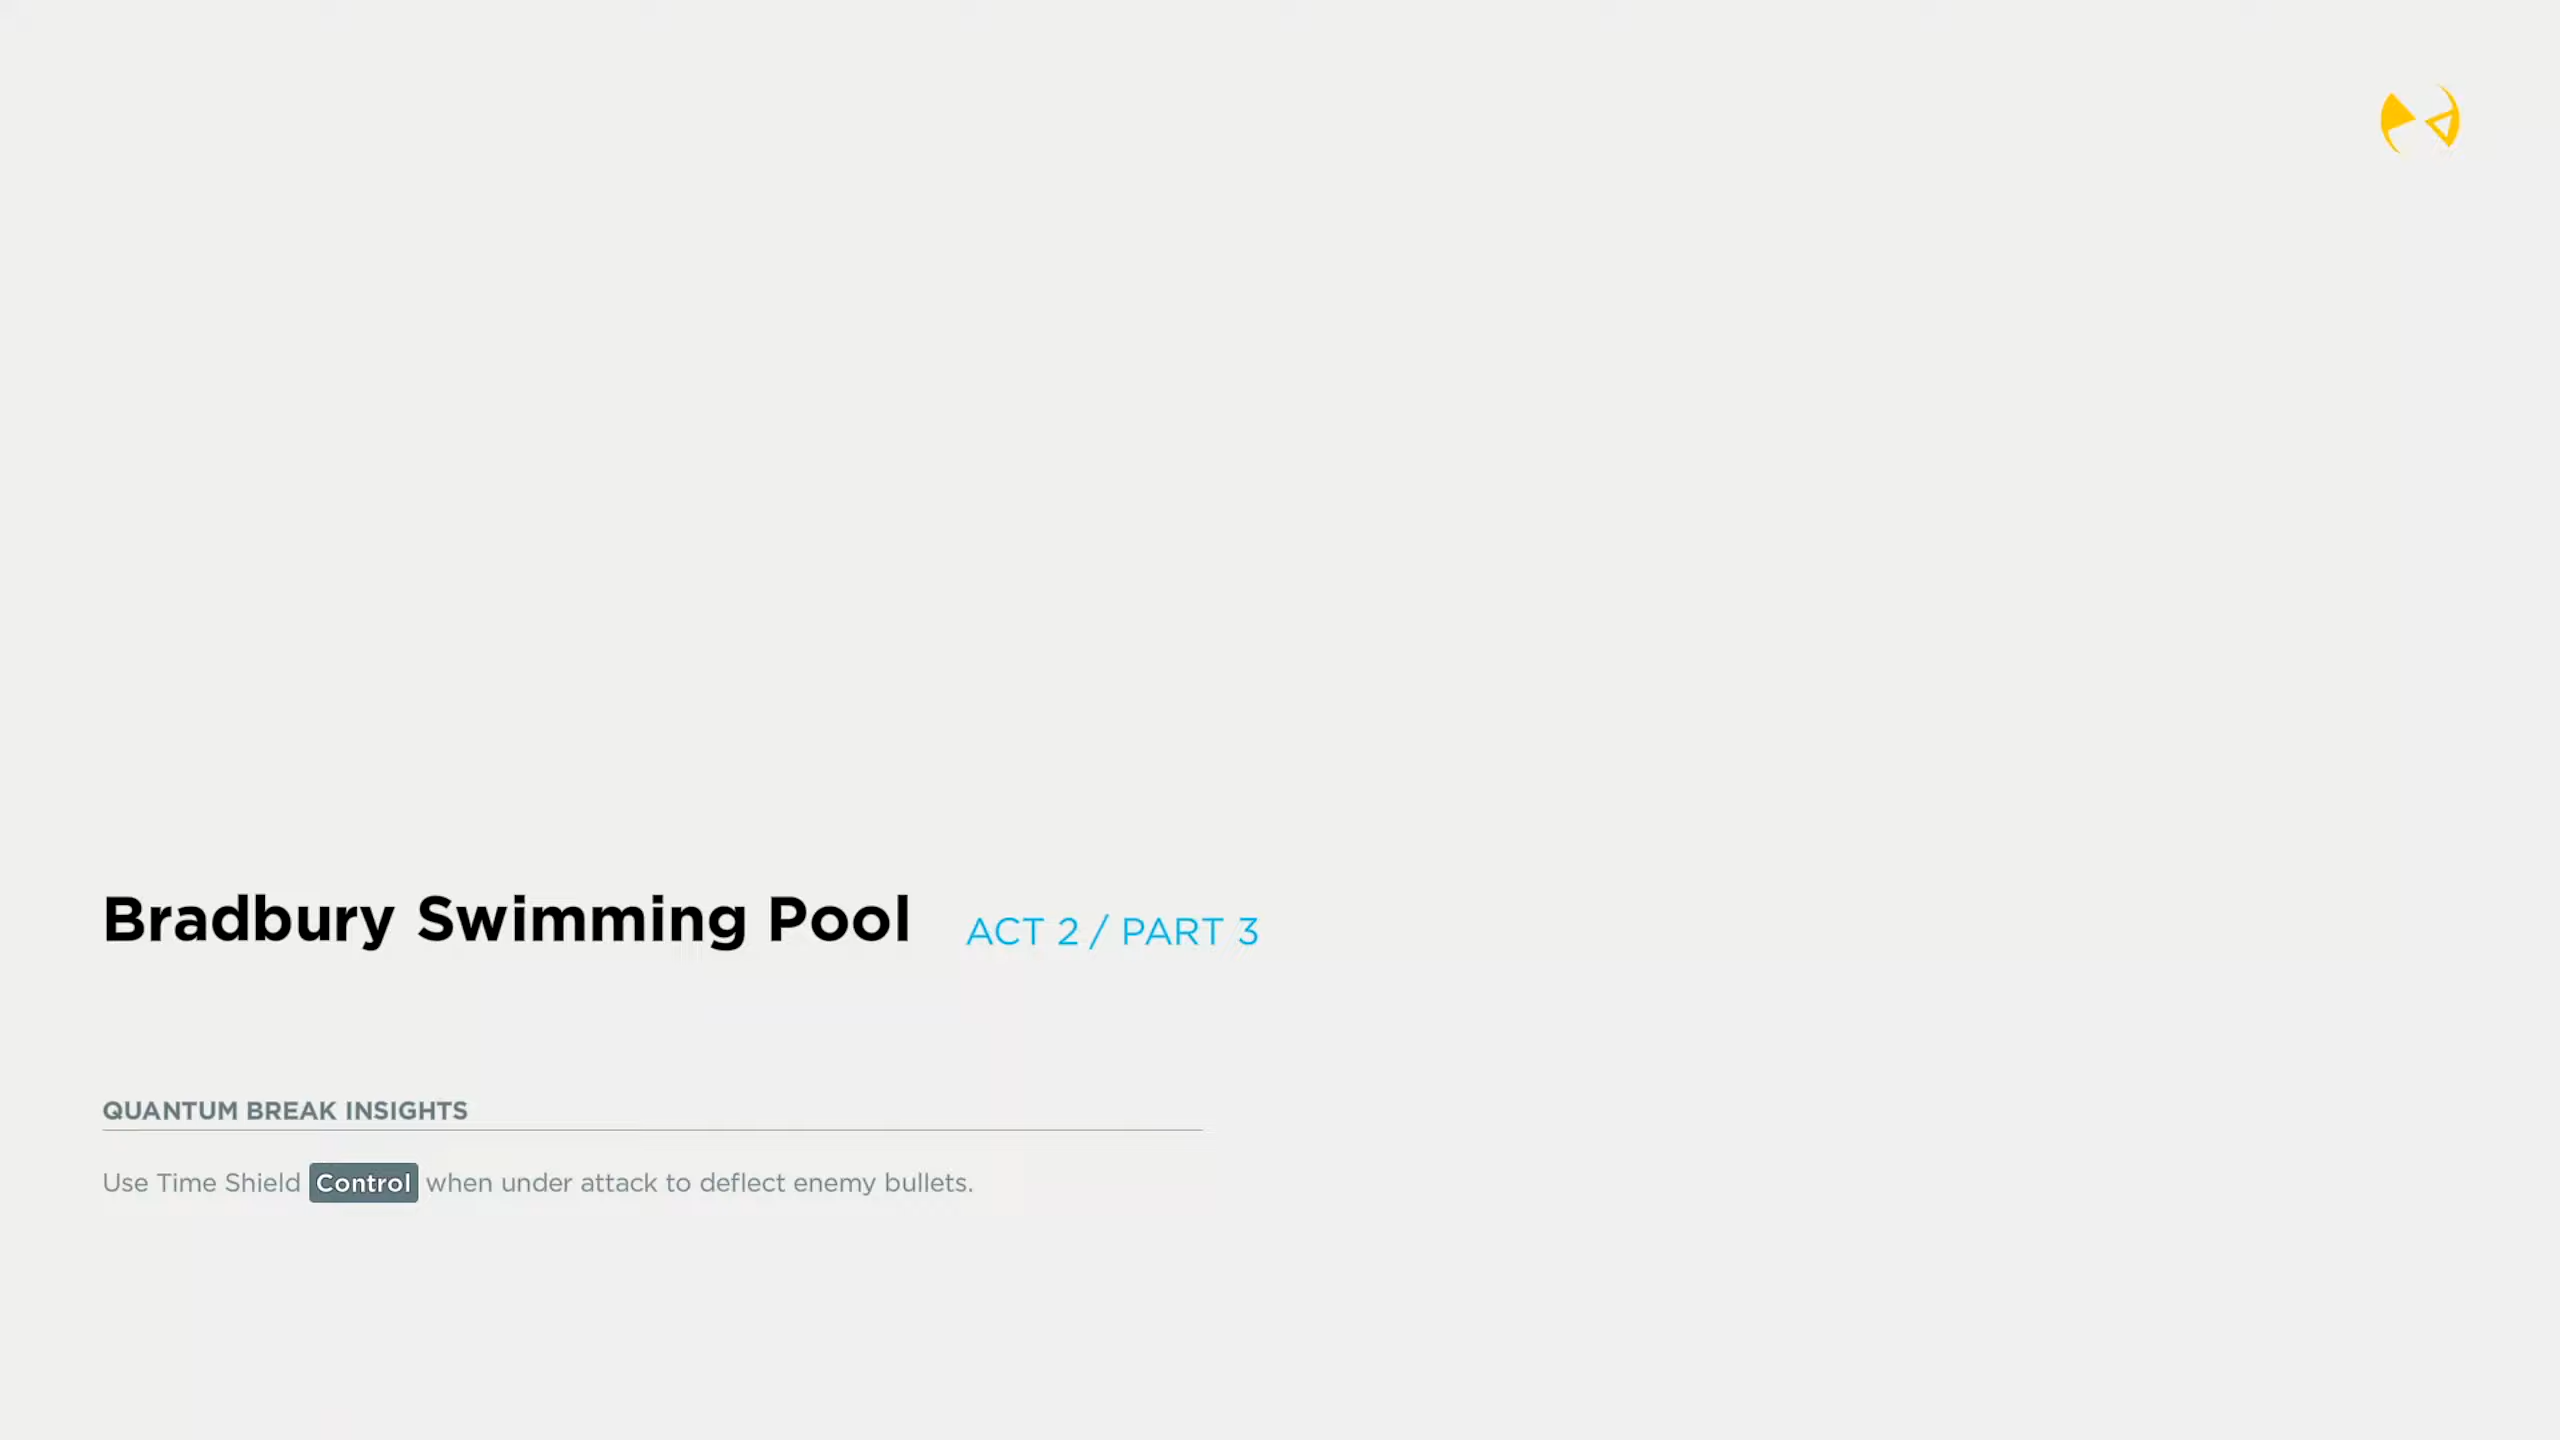 Bradbury Swimming Pool ACT 2 / PART 3
QUANTUM BREAK INSIGHTS
Use Time Shield Control when under attack to deflect enemy bullets.